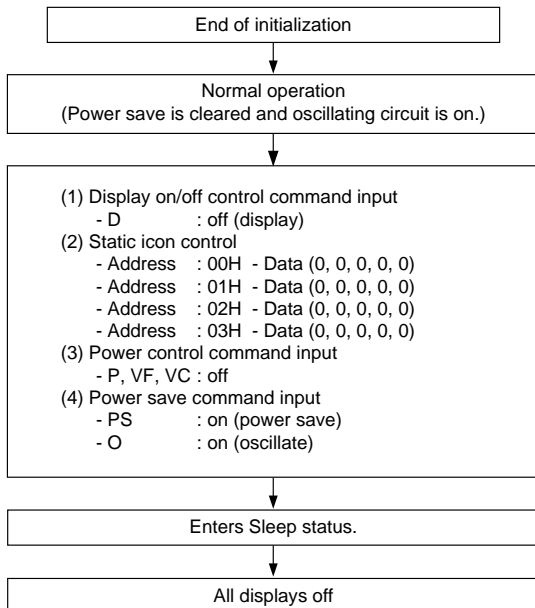 End of initialization
Normal operation
(Power save is cleared and oscillating circuit is on.)
(1) Display on/off control command input
- D : off (display)
(2) Static icon control
- Address : 00H - Data (0, 0, 0, 0, 0)
- Address : 01H - Data (0, 0, 0, 0, 0)
- Address : 02H - Data (0, 0, 0, 0, 0)
- Address : 03H - Data (0, 0, 0, 0, 0)
(3) Power control command input
- P, VF, VC : off
(4) Power save command input
- PS : on (power save)
- O : on (oscillate)
Enters Sleep status.
All displays off